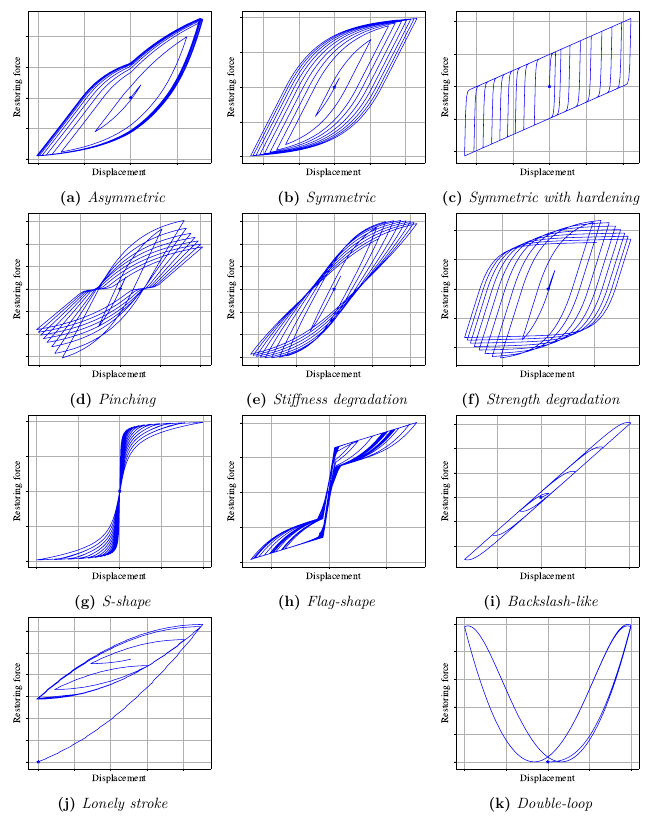 Restoring force Restoring force Restoring force
Displacement Displacement Displacement
(a) Asymmetric (b) Symmetric (c) Symmetric with hardening
Restoring force Restoring force Restoring force
Displacement Displacement Displacement
(d) Pinching (e) Stiffness degradation (f) Strength degradation
Restoring force Restoring force Restoring force
Displacement Displacement Displacement
(g) S-shape (h) Flag-shape (i) Backslash-like
Restoring force Restoring force
Displacement Displacement
(j) Lonely stroke (k) Double-loop